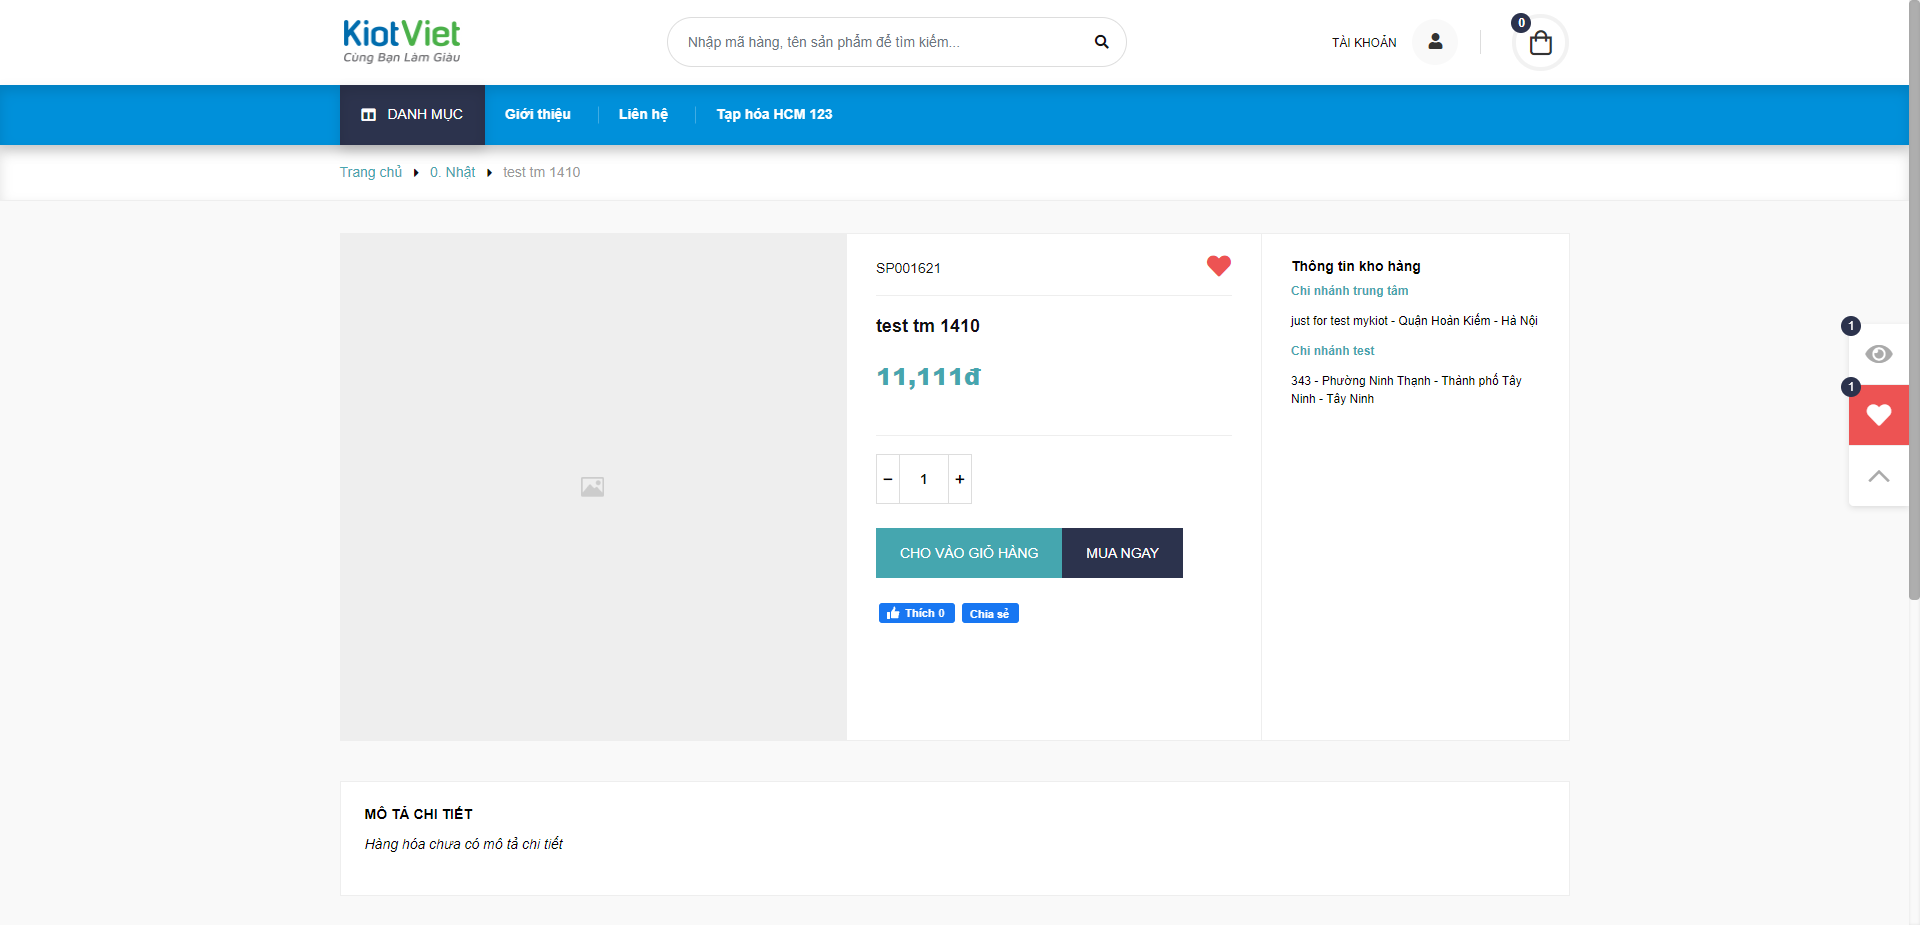 KiotViet
Cùng Bạn Làm Giàu
Nhập mã hàng, tên sản phẩm để tìm kiếm...
TÀI KHOẢN
0
DANH MỤC
Giới thiệu
Liên hệ
Tạp hóa HCM 123
Trang chủ
0. Nhật
test tm 1410
SP001621
test tm 1410
11,111đ
− 1 +
CHO VÀO GIỎ HÀNG
MUA NGAY
Thích 0
Chia sẻ
Thông tin kho hàng
Chi nhánh trung tâm
just for test mykiot - Quận Hoàn Kiếm - Hà Nội
Chi nhánh test
343 - Phường Ninh Thạnh - Thành phố Tây
Ninh - Tây Ninh
1
1
MÔ TẢ CHI TIẾT
Hàng hóa chưa có mô tả chi tiết